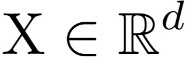 X ∈ ℝ^d